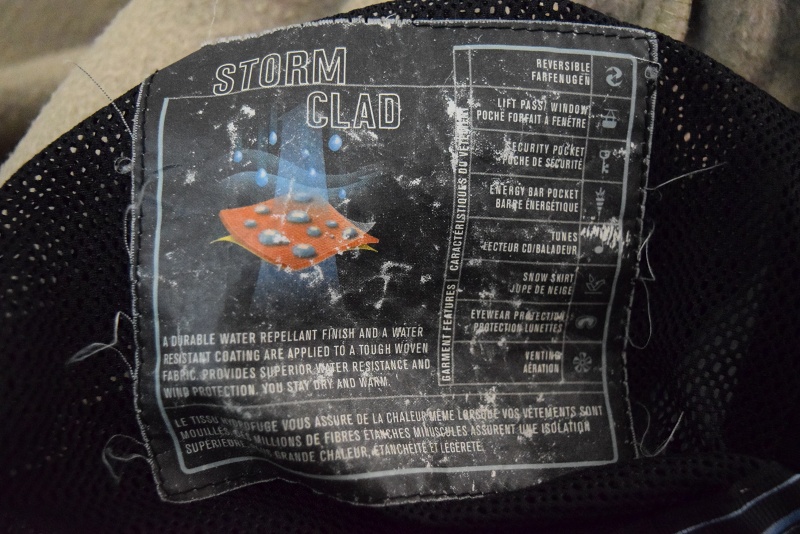 STORM
CLAD
A DURABLE WATER REPELLANT FINISH AND A WATER
RESISTANT COATING ARE APPLIED TO A TOUGH WOVEN
FABRIC. PROVIDES SUPERIOR WATER RESISTANCE AND
WIND PROTECTION. YOU STAY DRY AND WARM.
LE TISSU HYDROFUGE VOUS ASSURE DE LA CHALEUR MÊME LORSQUE VOS VÊTEMENTS SONT
MOUILLÉS. MILLIONS DE FIBRES ÉTANCHES MINUSCULES ASSURENT UNE ISOLATION
GRANDE CHALEUR, ÉTANCHÉITÉ ET LÉGÈRETÉ.
GARMENT FEATURES CARACTÉRISTIQUES DU VÊTEMENT
REVERSIBLE
FARFENUGEN
LIFT PASS/ WINDOW
POCHE FORFAIT À FENÊTRE
SECURITY POCKET
POCHE DE SÉCURITÉ
ENERGY BAR POCKET
BARRE ÉNERGÉTIQUE
TUNES
LECTEUR CD/BALADEUR
SNOW SKIRT
JUPE DE NEIGE
EYEWEAR PROTECTION
PROTECTION LUNETTES
VENTING
AÉRATION